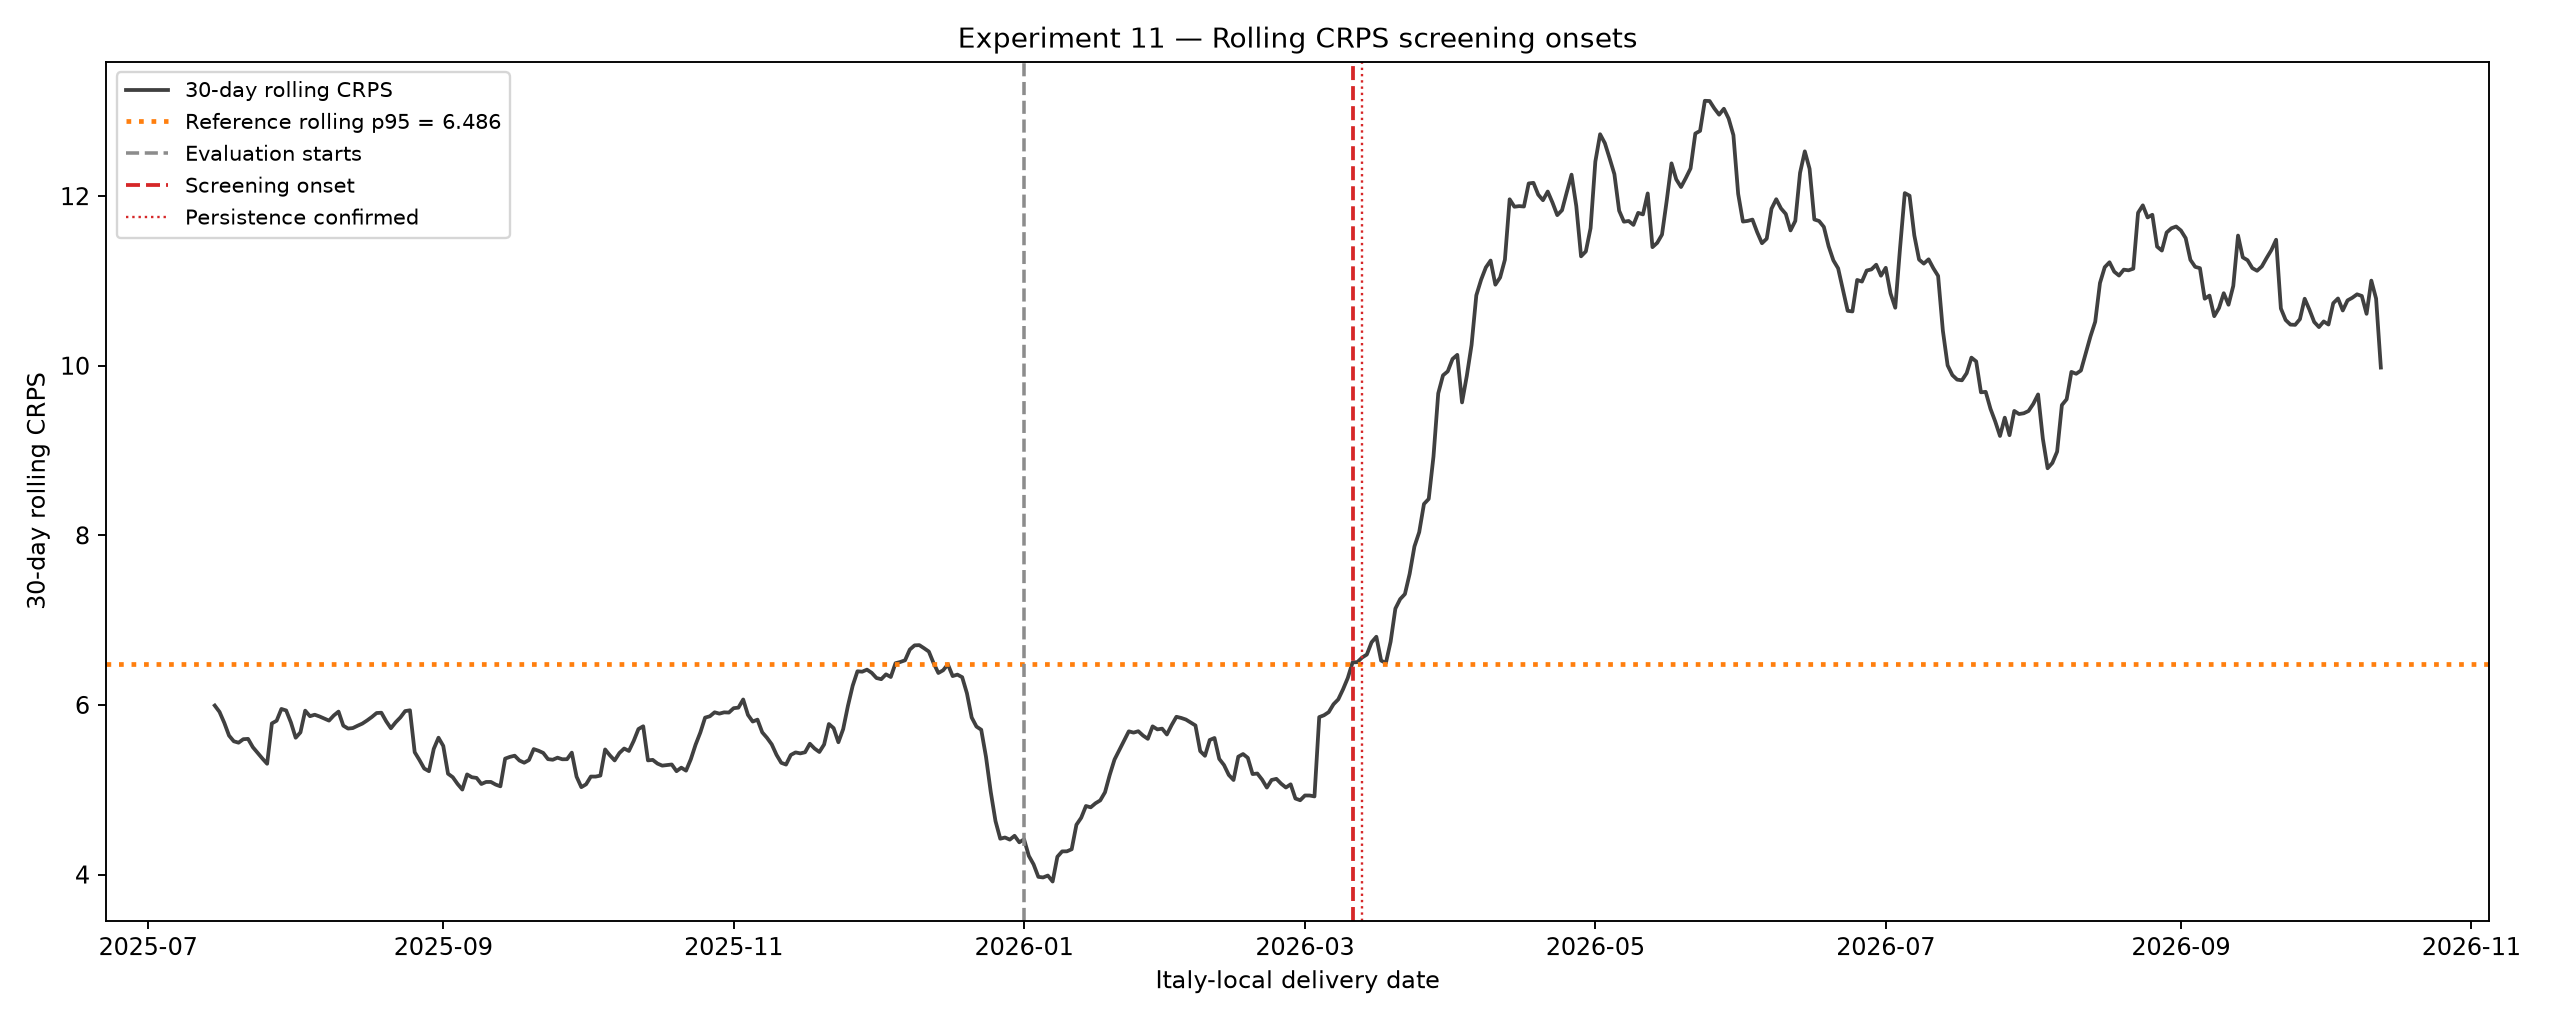 Experiment 11 — Rolling CRPS screening onsets
30-day rolling CRPS
Reference rolling p95 = 6.486
Evaluation starts
Screening onset
Persistence confirmed
30-day rolling CRPS
12
10
8
6
4
2025-07
2025-09
2025-11
2026-01
2026-03
2026-05
2026-07
2026-09
2026-11
Italy-local delivery date